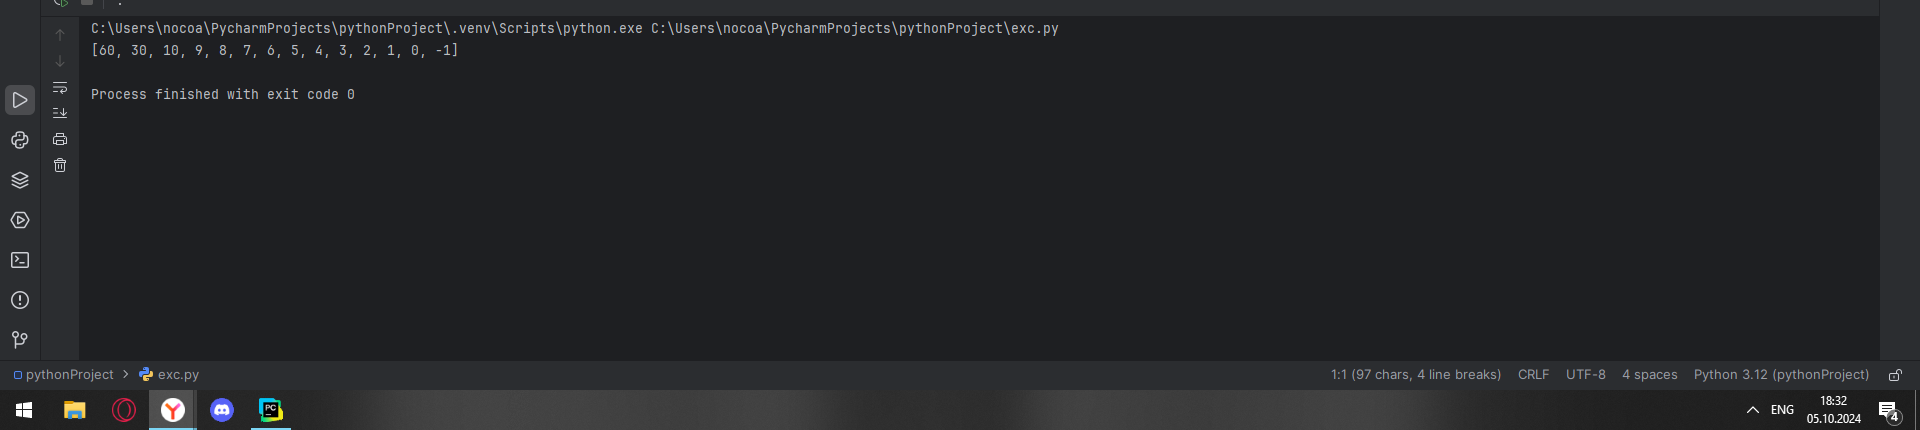 C:\Users\nocoa\PycharmProjects\pythonProject\.venv\Scripts\python.exe C:\Users\nocoa\PycharmProjects\pythonProject\exc.py
[60, 30, 10, 9, 8, 7, 6, 5, 4, 3, 2, 1, 0, -1]
Process finished with exit code 0
pythonProject > exc.py 1:1 (97 chars, 4 line breaks) CRLF UTF-8 4 spaces Python 3.12 (pythonProject)
PC ENG 18:32
05.10.2024 4